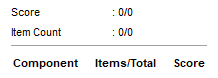 Score : 0/0
Item Count : 0/0
Component Items/Total Score